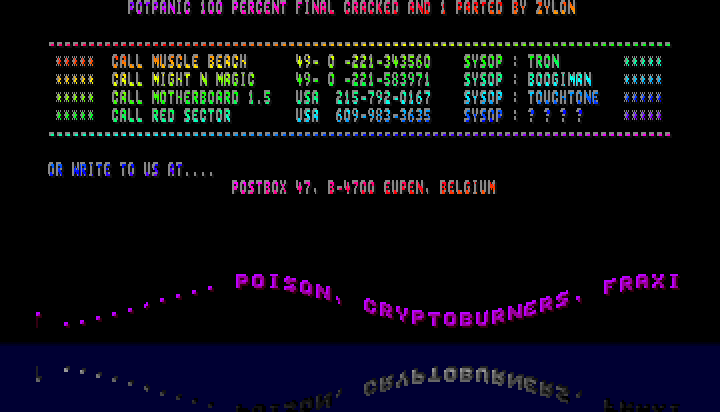 POTPANIC 100 PERCENT FINAL CRACKED AND 1 PARTED BY ZYLON
***** CALL MUSCLE BEACH 49- 0 -221-343560 SYSOP : TRON *****
***** CALL MIGHT N MAGIC 49- 0 -221-583971 SYSOP : BOOGIMAN *****
***** CALL MOTHERBOARD 1.5 USA 215-792-0167 SYSOP : TOUCHTONE *****
***** CALL RED SECTOR USA 609-983-3635 SYSOP : ? ? ? ? *****
OR WRITE TO US AT....
POSTBOX 47, B-4700 EUPEN, BELGIUM
. . . . . . . . . . POISON, CRYPTOBURNERS, FRAXI